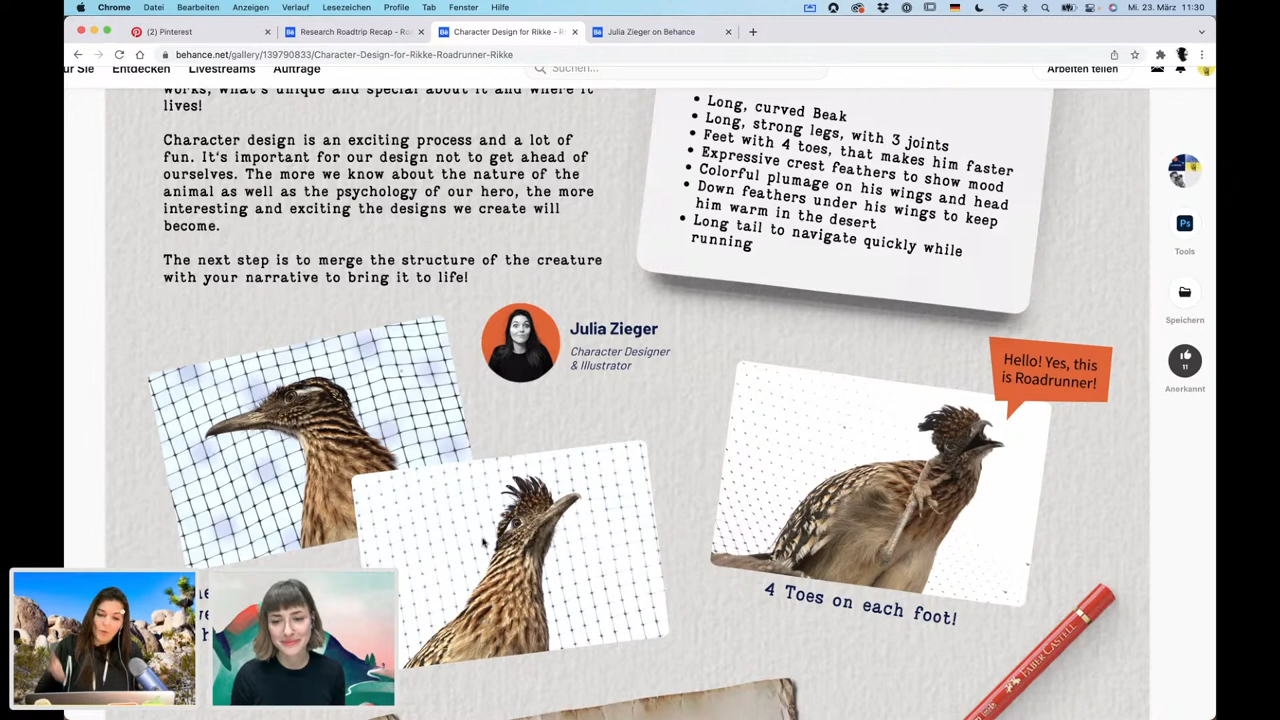 Chrome Datei Bearbeiten Anzeigen Verlauf Lesezeichen Profile Tab Fenster Hilfe Mi. 23. März 11:30
(2) Pinterest
Research Roadtrip Recap - Ro
Character Design for Rikke - R
Julia Zieger on Behance
behance.net/gallery/139790833/Character-Design-for-Rikke-Roadrunner-Rikke
ür Sie Entdecken Livestreams Aufträge Suchen... Arbeiten teilen
works, what's unique and special about it and where it
lives!
Character design is an exciting process and a lot of
fun. It's important for our design not to get ahead of
ourselves. The more we know about the nature of the
animal as well as the psychology of our hero, the more
interesting and exciting the designs we create will
become.
The next step is to merge the structure of the creature
with your narrative to bring it to life!
• Long, curved Beak
• Long, strong legs, with 3 joints
• Feet with 4 toes, that makes him faster
• Expressive crest feathers to show mood
• Colorful plumage on his wings and head
• Down feathers under his wings to keep
him warm in the desert
• Long tail to navigate quickly while
running
Ps
Tools
Speichern
11
Anerkannt
Julia Zieger
Character Designer
& Illustrator
Hello! Yes, this
is Roadrunner!
4 Toes on each foot!
FABER CASTELL